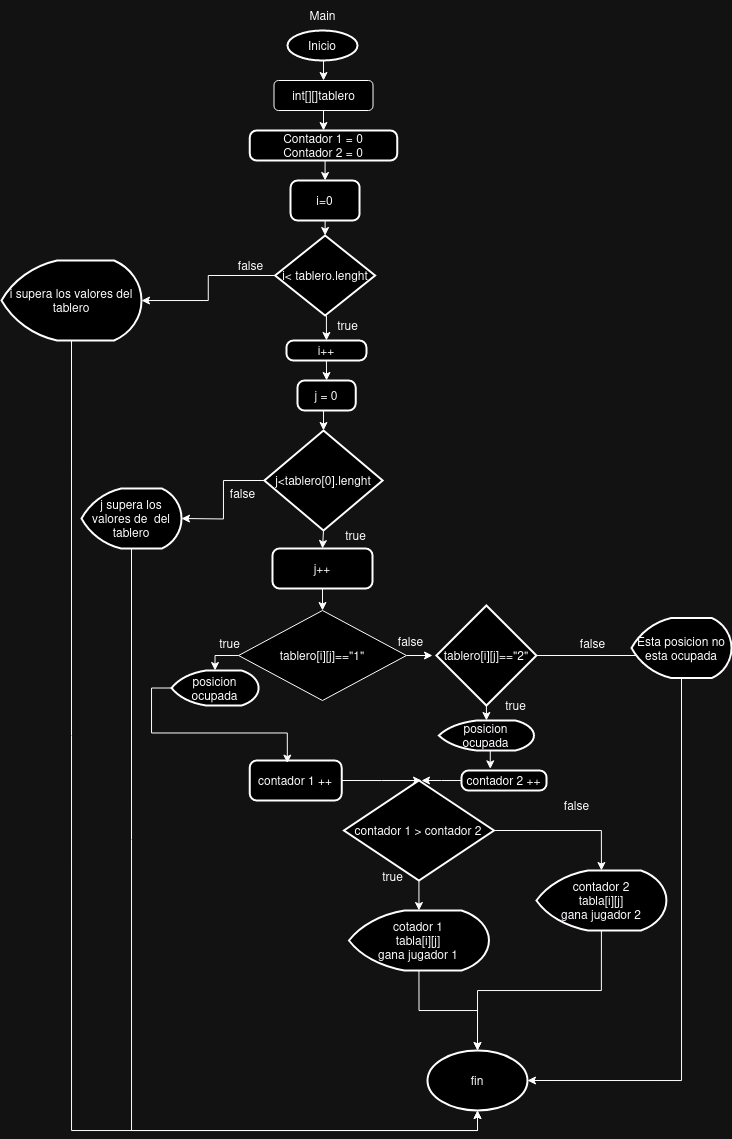 Main
Inicio
int[][]tablero
Contador 1 = 0
Contador 2 = 0
i=0
i< tablero.lenght
false
i supera los valores del
tablero
true
i++
j = 0
j<tablero[0].lenght
false
j supera los
valores de  del
tablero
true
j++
tablero[i][j]=="1"
true
false
tablero[i][j]=="2"
false
Esta posicion no
esta ocupada
posicion
ocupada
true
posicion
ocupada
contador 1 ++
contador 2 ++
contador 1 > contador 2
false
true
contador 2
tabla[i][j]
gana jugador 2
cotador 1
tabla[i][j]
gana jugador 1
fin